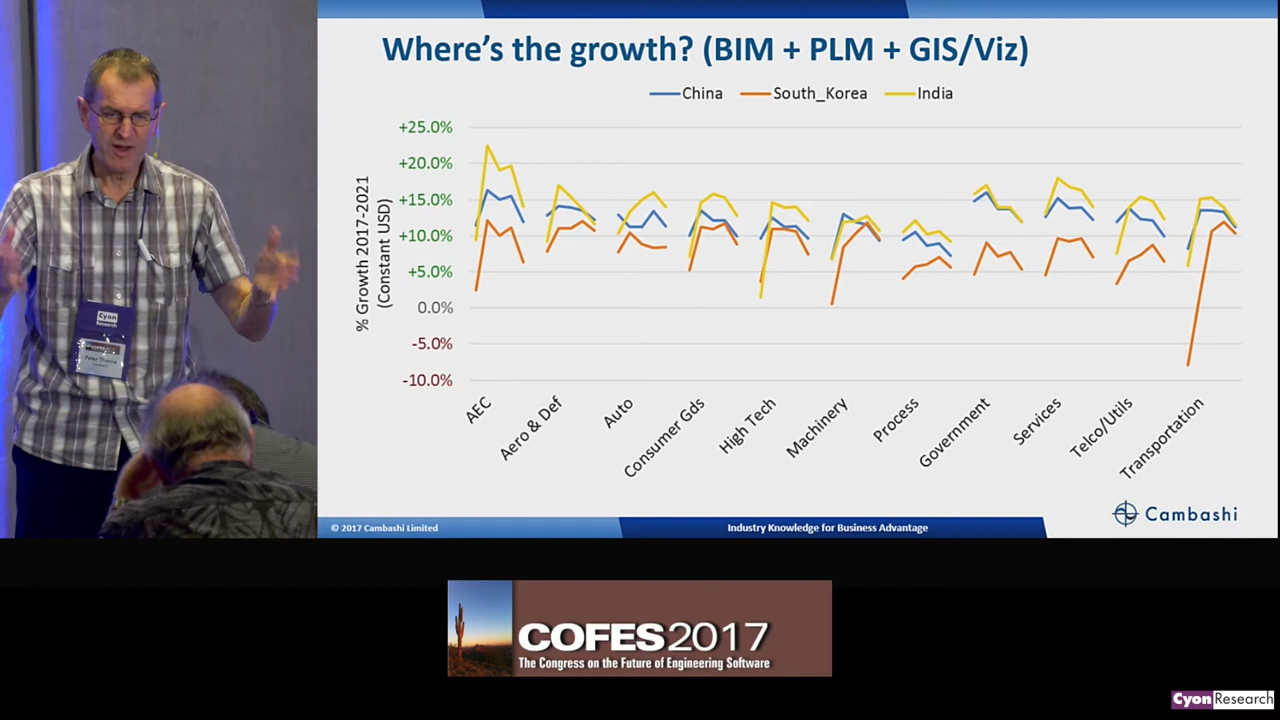 Where's the growth? (BIM + PLM + GIS/Viz)
China South_Korea India
% Growth 2017-2021
(Constant USD)
+25.0%
+20.0%
+15.0%
+10.0%
+5.0%
0.0%
-5.0%
-10.0%
AEC
Aero & Def
Auto
Consumer Gds
High Tech
Machinery
Process
Government
Services
Telco/Utils
Transportation
Cyon
Research
Peter Thorne
© 2017 Cambashi Limited
Industry Knowledge for Business Advantage
Cambashi
COFES2017
The Congress on the Future of Engineering Software
CyonResearch